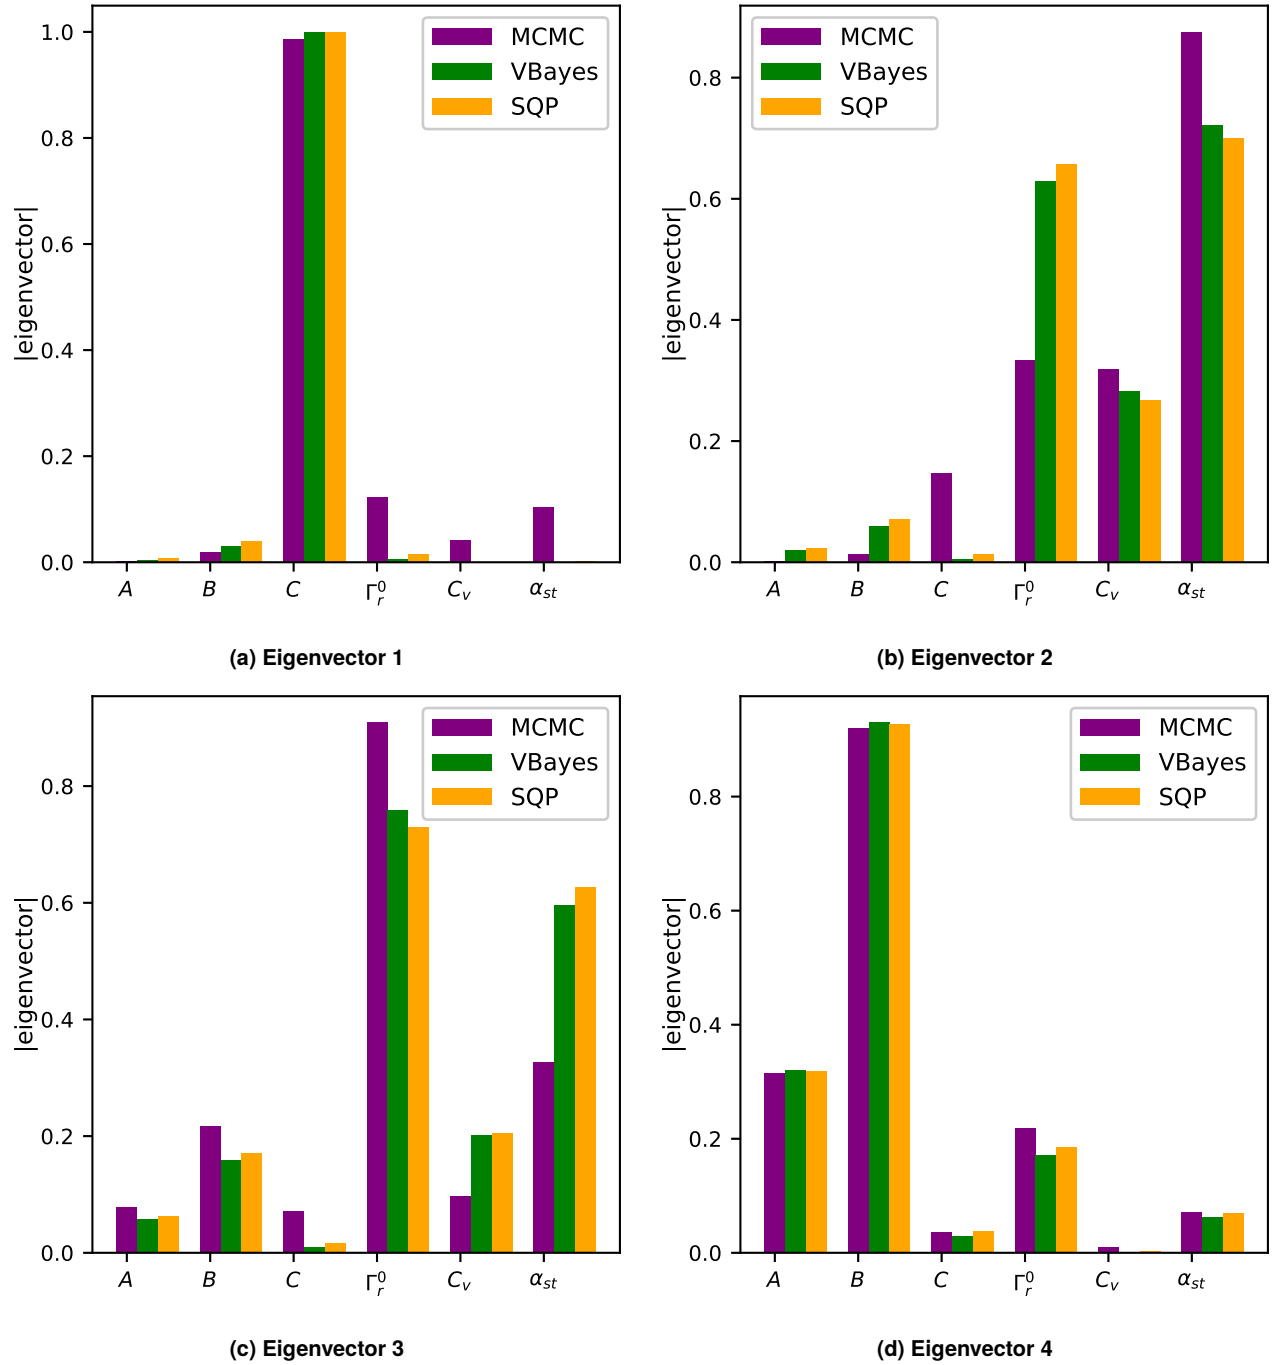 1.0
0.8
0.6
0.4
0.2
0.0
|eigenvector|
MCMC
VBayes
SQP
A B C Γ_r^0 C_v α_st
(a) Eigenvector 1
0.8
0.6
0.4
0.2
0.0
|eigenvector|
MCMC
VBayes
SQP
A B C Γ_r^0 C_v α_st
(b) Eigenvector 2
0.8
0.6
0.4
0.2
0.0
|eigenvector|
MCMC
VBayes
SQP
A B C Γ_r^0 C_v α_st
(c) Eigenvector 3
0.8
0.6
0.4
0.2
0.0
|eigenvector|
MCMC
VBayes
SQP
A B C Γ_r^0 C_v α_st
(d) Eigenvector 4